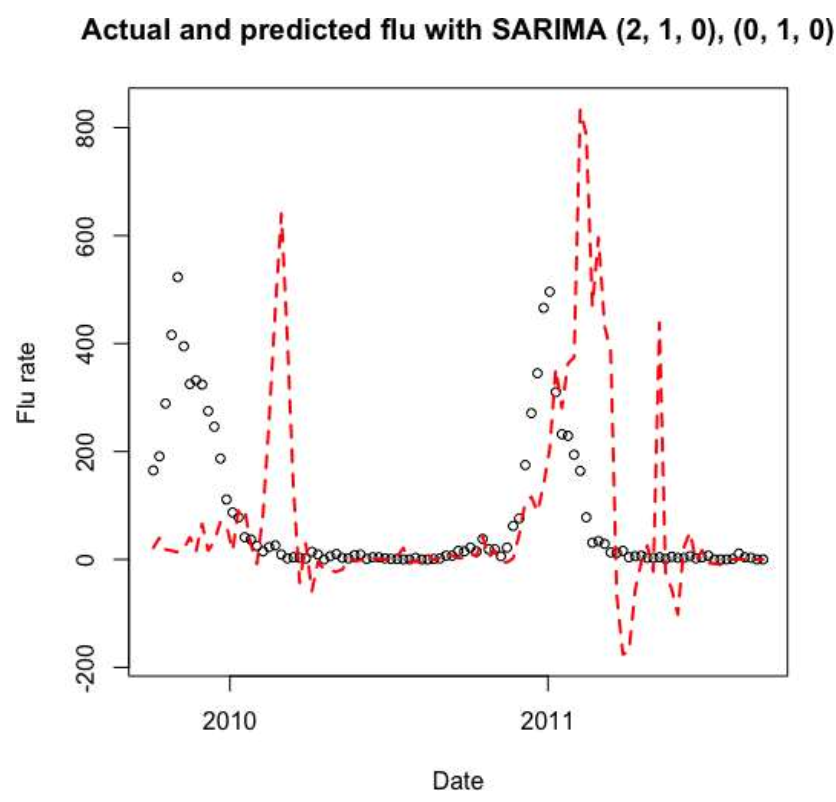 Actual and predicted flu with SARIMA (2, 1, 0), (0, 1, 0)
800
600
400
200
0
-200
Flu rate
2010
2011
Date